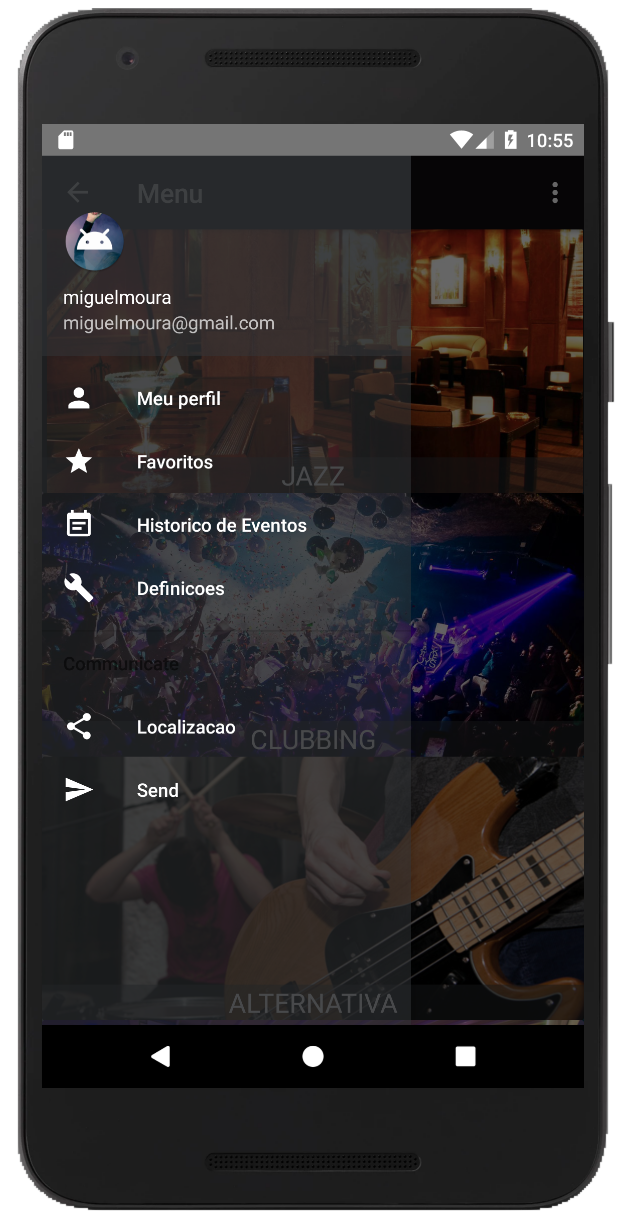 10:55
Menu
miguelmoura
miguelmoura@gmail.com
Meu perfil
Favoritos
JAZZ
Historico de Eventos
Definicoes
Communicate
Localizacao
CLUBBING
Send
ALTERNATIVA